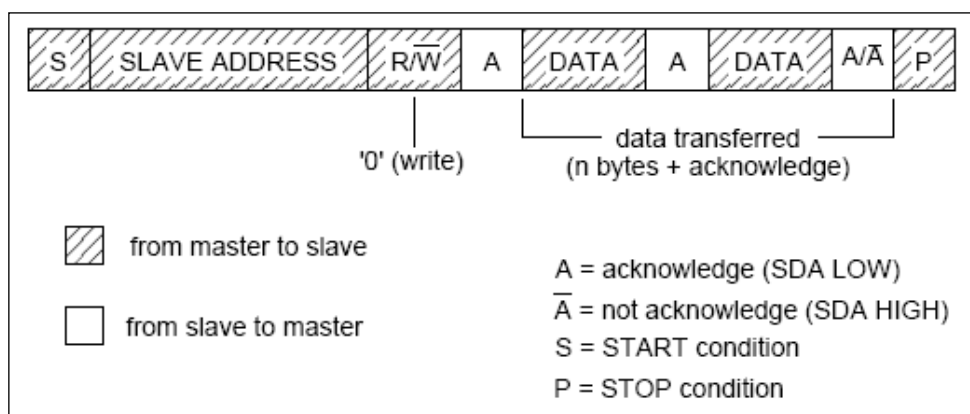 S SLAVE ADDRESS R/W̅ A DATA A DATA A/A̅ P
'0' (write)
data transferred
(n bytes + acknowledge)
from master to slave
from slave to master
A = acknowledge (SDA LOW)
A̅ = not acknowledge (SDA HIGH)
S = START condition
P = STOP condition